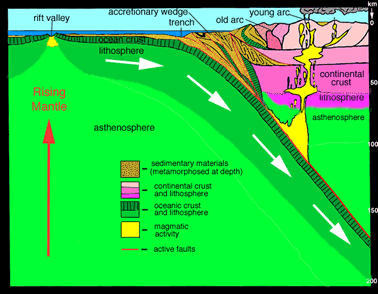 rift valley
accretionary wedge
trench
old arc
young arc
km
0
ocean crust
lithosphere
continental
crust
50
lithosphere
asthenosphere
Rising
Mantle
asthenosphere
100
sedimentary materials
(metamorphosed at depth)
continental crust
and lithosphere
oceanic crust
and lithosphere
150
magmatic
activity
active faults
200